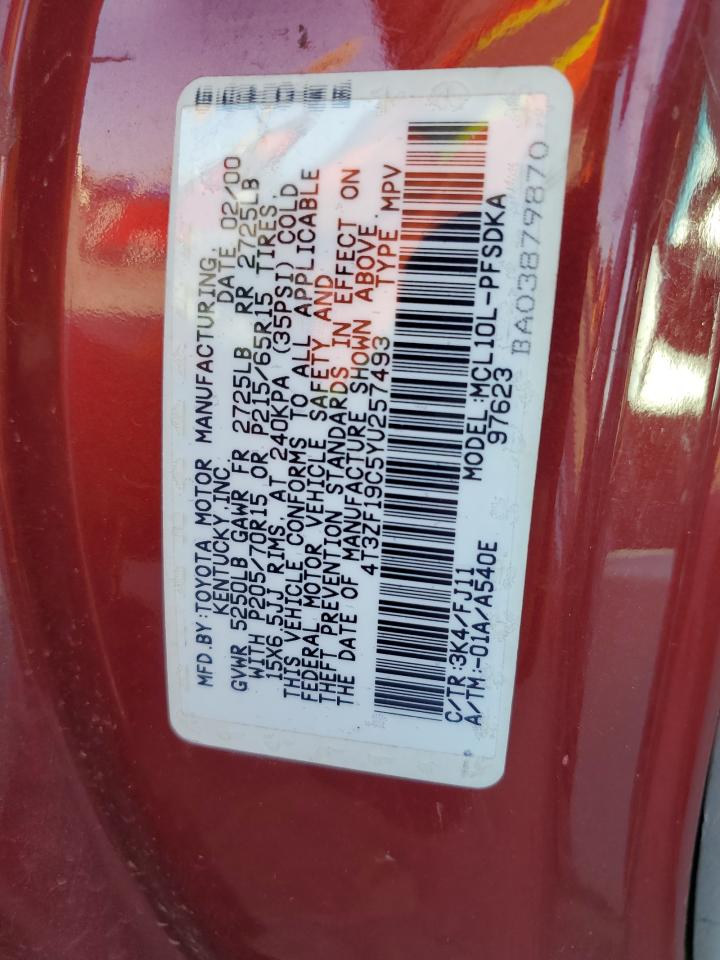 MFD.BY:TOYOTA MOTOR MANUFACTURING,
KENTUCKY,INC. DATE 02/00
GVWR 5250LB GAWR FR 2725LB RR 2725LB
WITH P205/70R15 OR P215/65R15 TIRES,
15X6.5JJ RIMS, AT 240KPA (35PSI) COLD
THIS VEHICLE CONFORMS TO ALL APPLICABLE
FEDERAL MOTOR VEHICLE SAFETY AND
THEFT PREVENTION STANDARDS IN EFFECT ON
THE DATE OF MANUFACTURE SHOWN ABOVE.
4T3ZF19C5YU257493 TYPE MPV
C/TR:3K4/FJ11 MODEL:MCL10L-PFSDKA
A/TM:-01A/A540E 97623
BA03879870